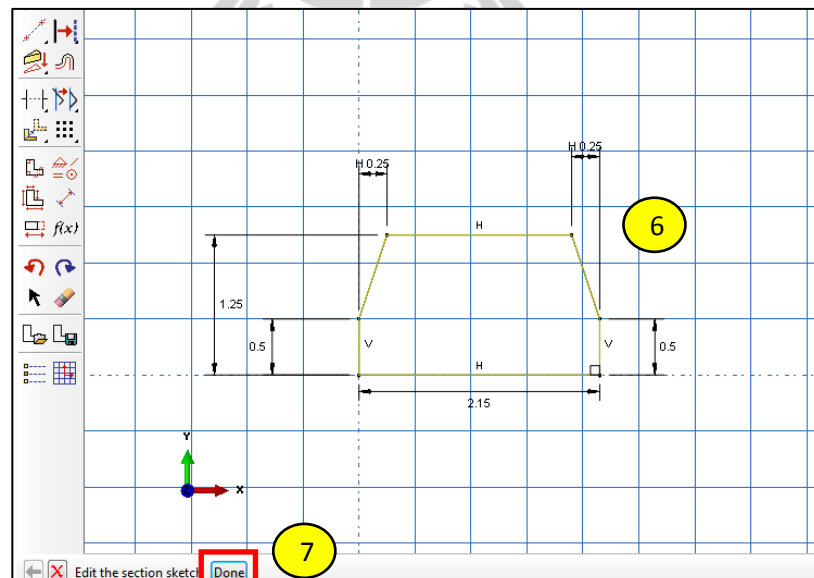 f(x)
H 0.25
H 0.25
H
6
1.25
0.5
V
V
0.5
H
2.15
Y
X
7
Edit the section sketch
Done